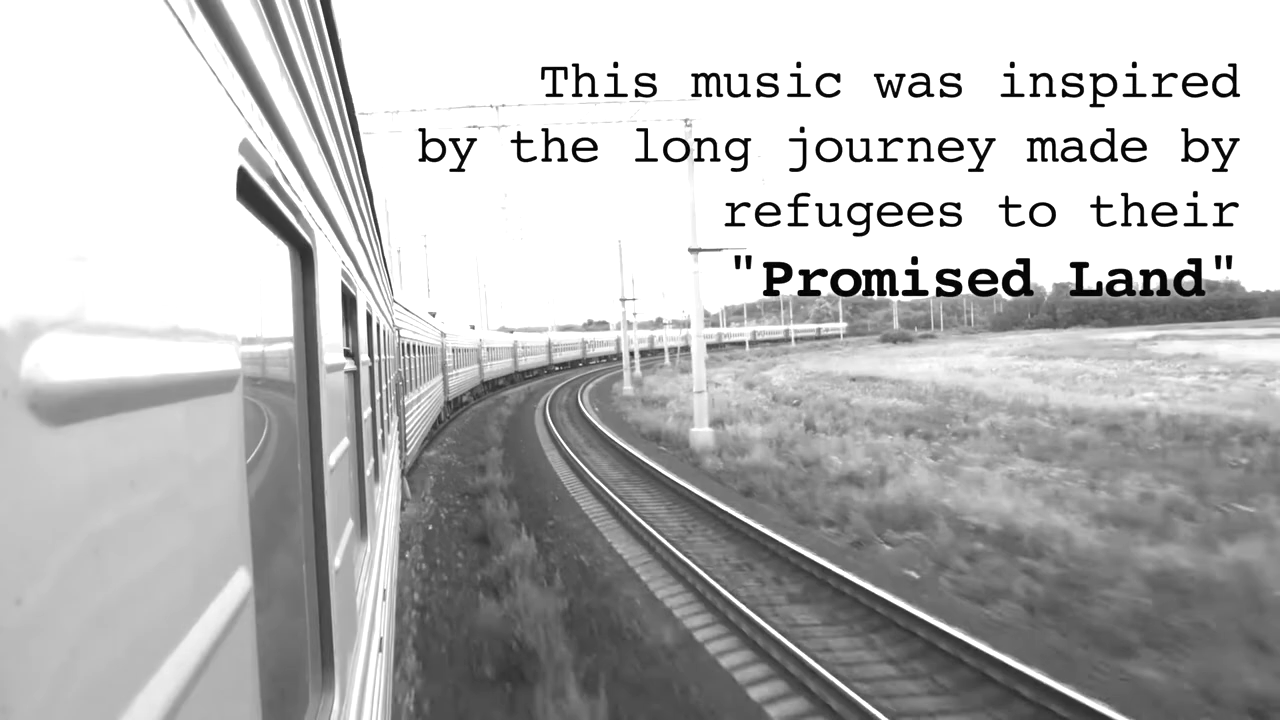 This music was inspired
by the long journey made by
refugees to their
"Promised Land"